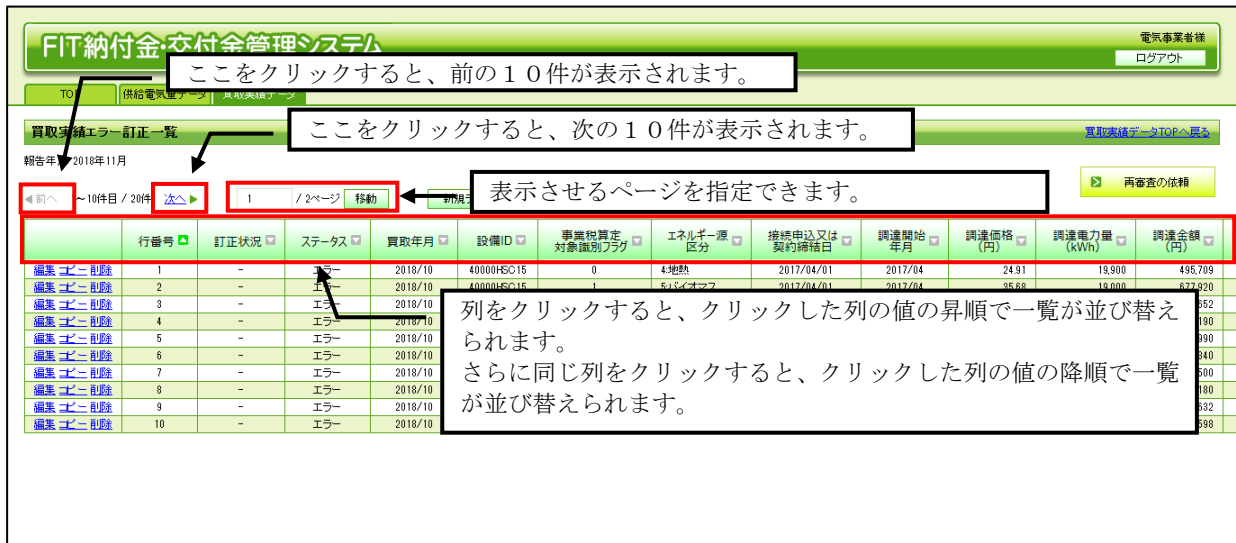 FIT納付金・交付金管理システム
電気事業者様
ログアウト
ここをクリックすると、前の１０件が表示されます。
供給電気量データ 買取実績データ
買取実績エラー訂正一覧
ここをクリックすると、次の１０件が表示されます。
買取実績データTOPへ戻る
2018年11月
再審査の依頼
前へ ～10件目 / 20件 次へ 1 / 2ページ 移動
表示させるページを指定できます。
行番号 訂正状況 ステータス 買取年月 設備ID 事業税算定対象識別フラグ エネルギー源区分 接続申込又は契約締結日 調達開始年月 調達価格(円) 調達電力量(kWh) 調達金額(円)
編集 コピー 削除 1 - エラー 2018/10 40000HSC15 0 4:地熱 2017/04/01 2017/04 24.91 19,900 495,709
編集 コピー 削除 2 - エラー 2018/10 40000HSC15 1 5:バイオマス 2017/04/01 2017/04 35.68 19,000 677,920
編集 コピー 削除 3 - エラー 2018/10
編集 コピー 削除 4 - エラー 2018/10
編集 コピー 削除 5 - エラー 2018/10
編集 コピー 削除 6 - エラー 2018/10
編集 コピー 削除 7 - エラー 2018/10
編集 コピー 削除 8 - エラー 2018/10
編集 コピー 削除 9 - エラー 2018/10
編集 コピー 削除 10 - エラー 2018/10
列をクリックすると、クリックした列の値の昇順で一覧が並び替え
られます。
さらに同じ列をクリックすると、クリックした列の値の降順で一覧
が並び替えられます。